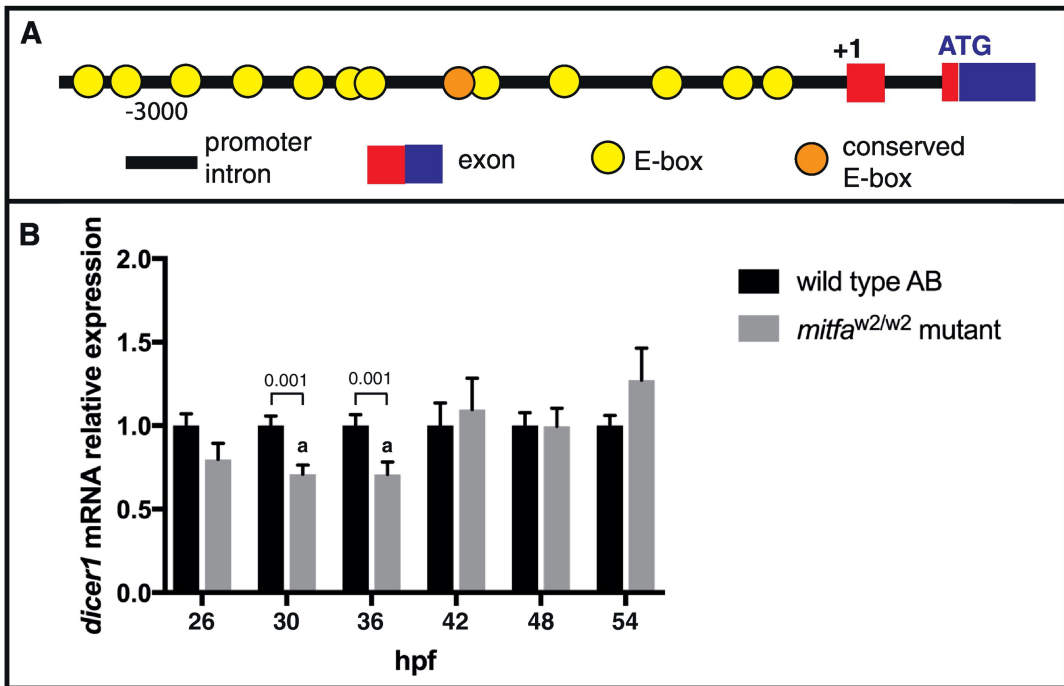 A
+1
ATG
-3000
promoter
intron
exon
E-box
conserved
E-box
B
dicer1 mRNA relative expression
2.0
1.5
1.0
0.5
0.0
0.001
0.001
a
a
26 30 36 42 48 54
hpf
wild type AB
mitfaw2/w2 mutant